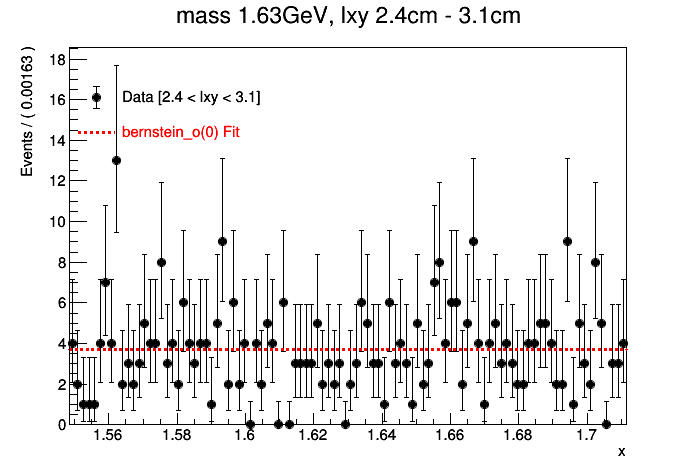 mass 1.63GeV, lxy 2.4cm - 3.1cm
Events / ( 0.00163 )
18
16
14
12
10
8
6
4
2
0
Data [2.4 < lxy < 3.1]
bernstein_o(0) Fit
1.56 1.58 1.6 1.62 1.64 1.66 1.68 1.7
x